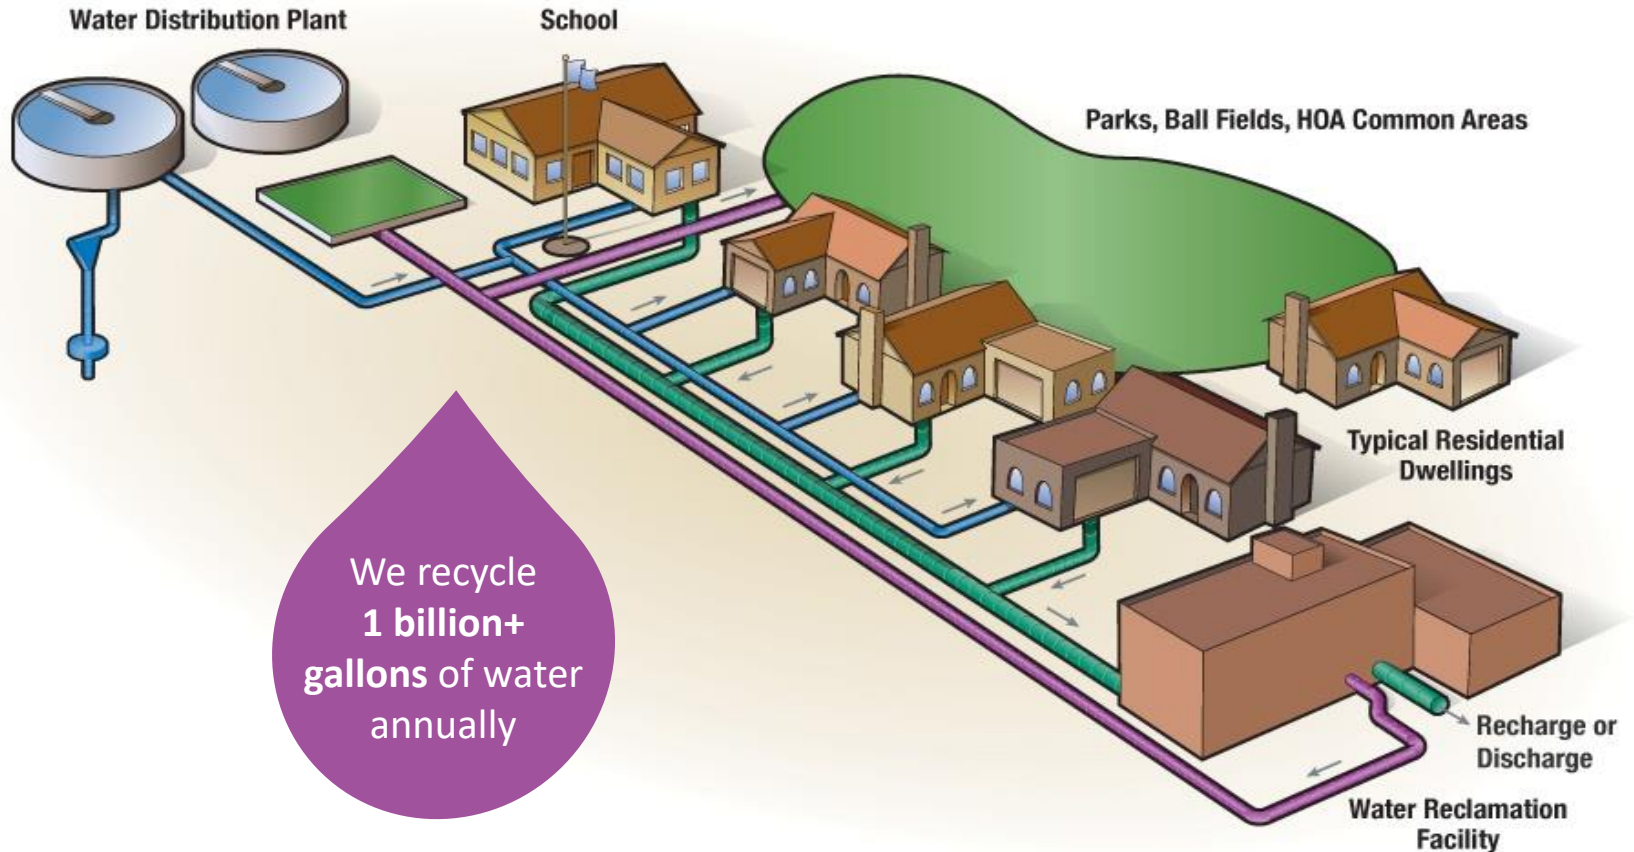 Water Distribution Plant
School
Parks, Ball Fields, HOA Common Areas
Typical Residential
Dwellings
We recycle
1 billion+
gallons of water
annually
Recharge or
Discharge
Water Reclamation
Facility